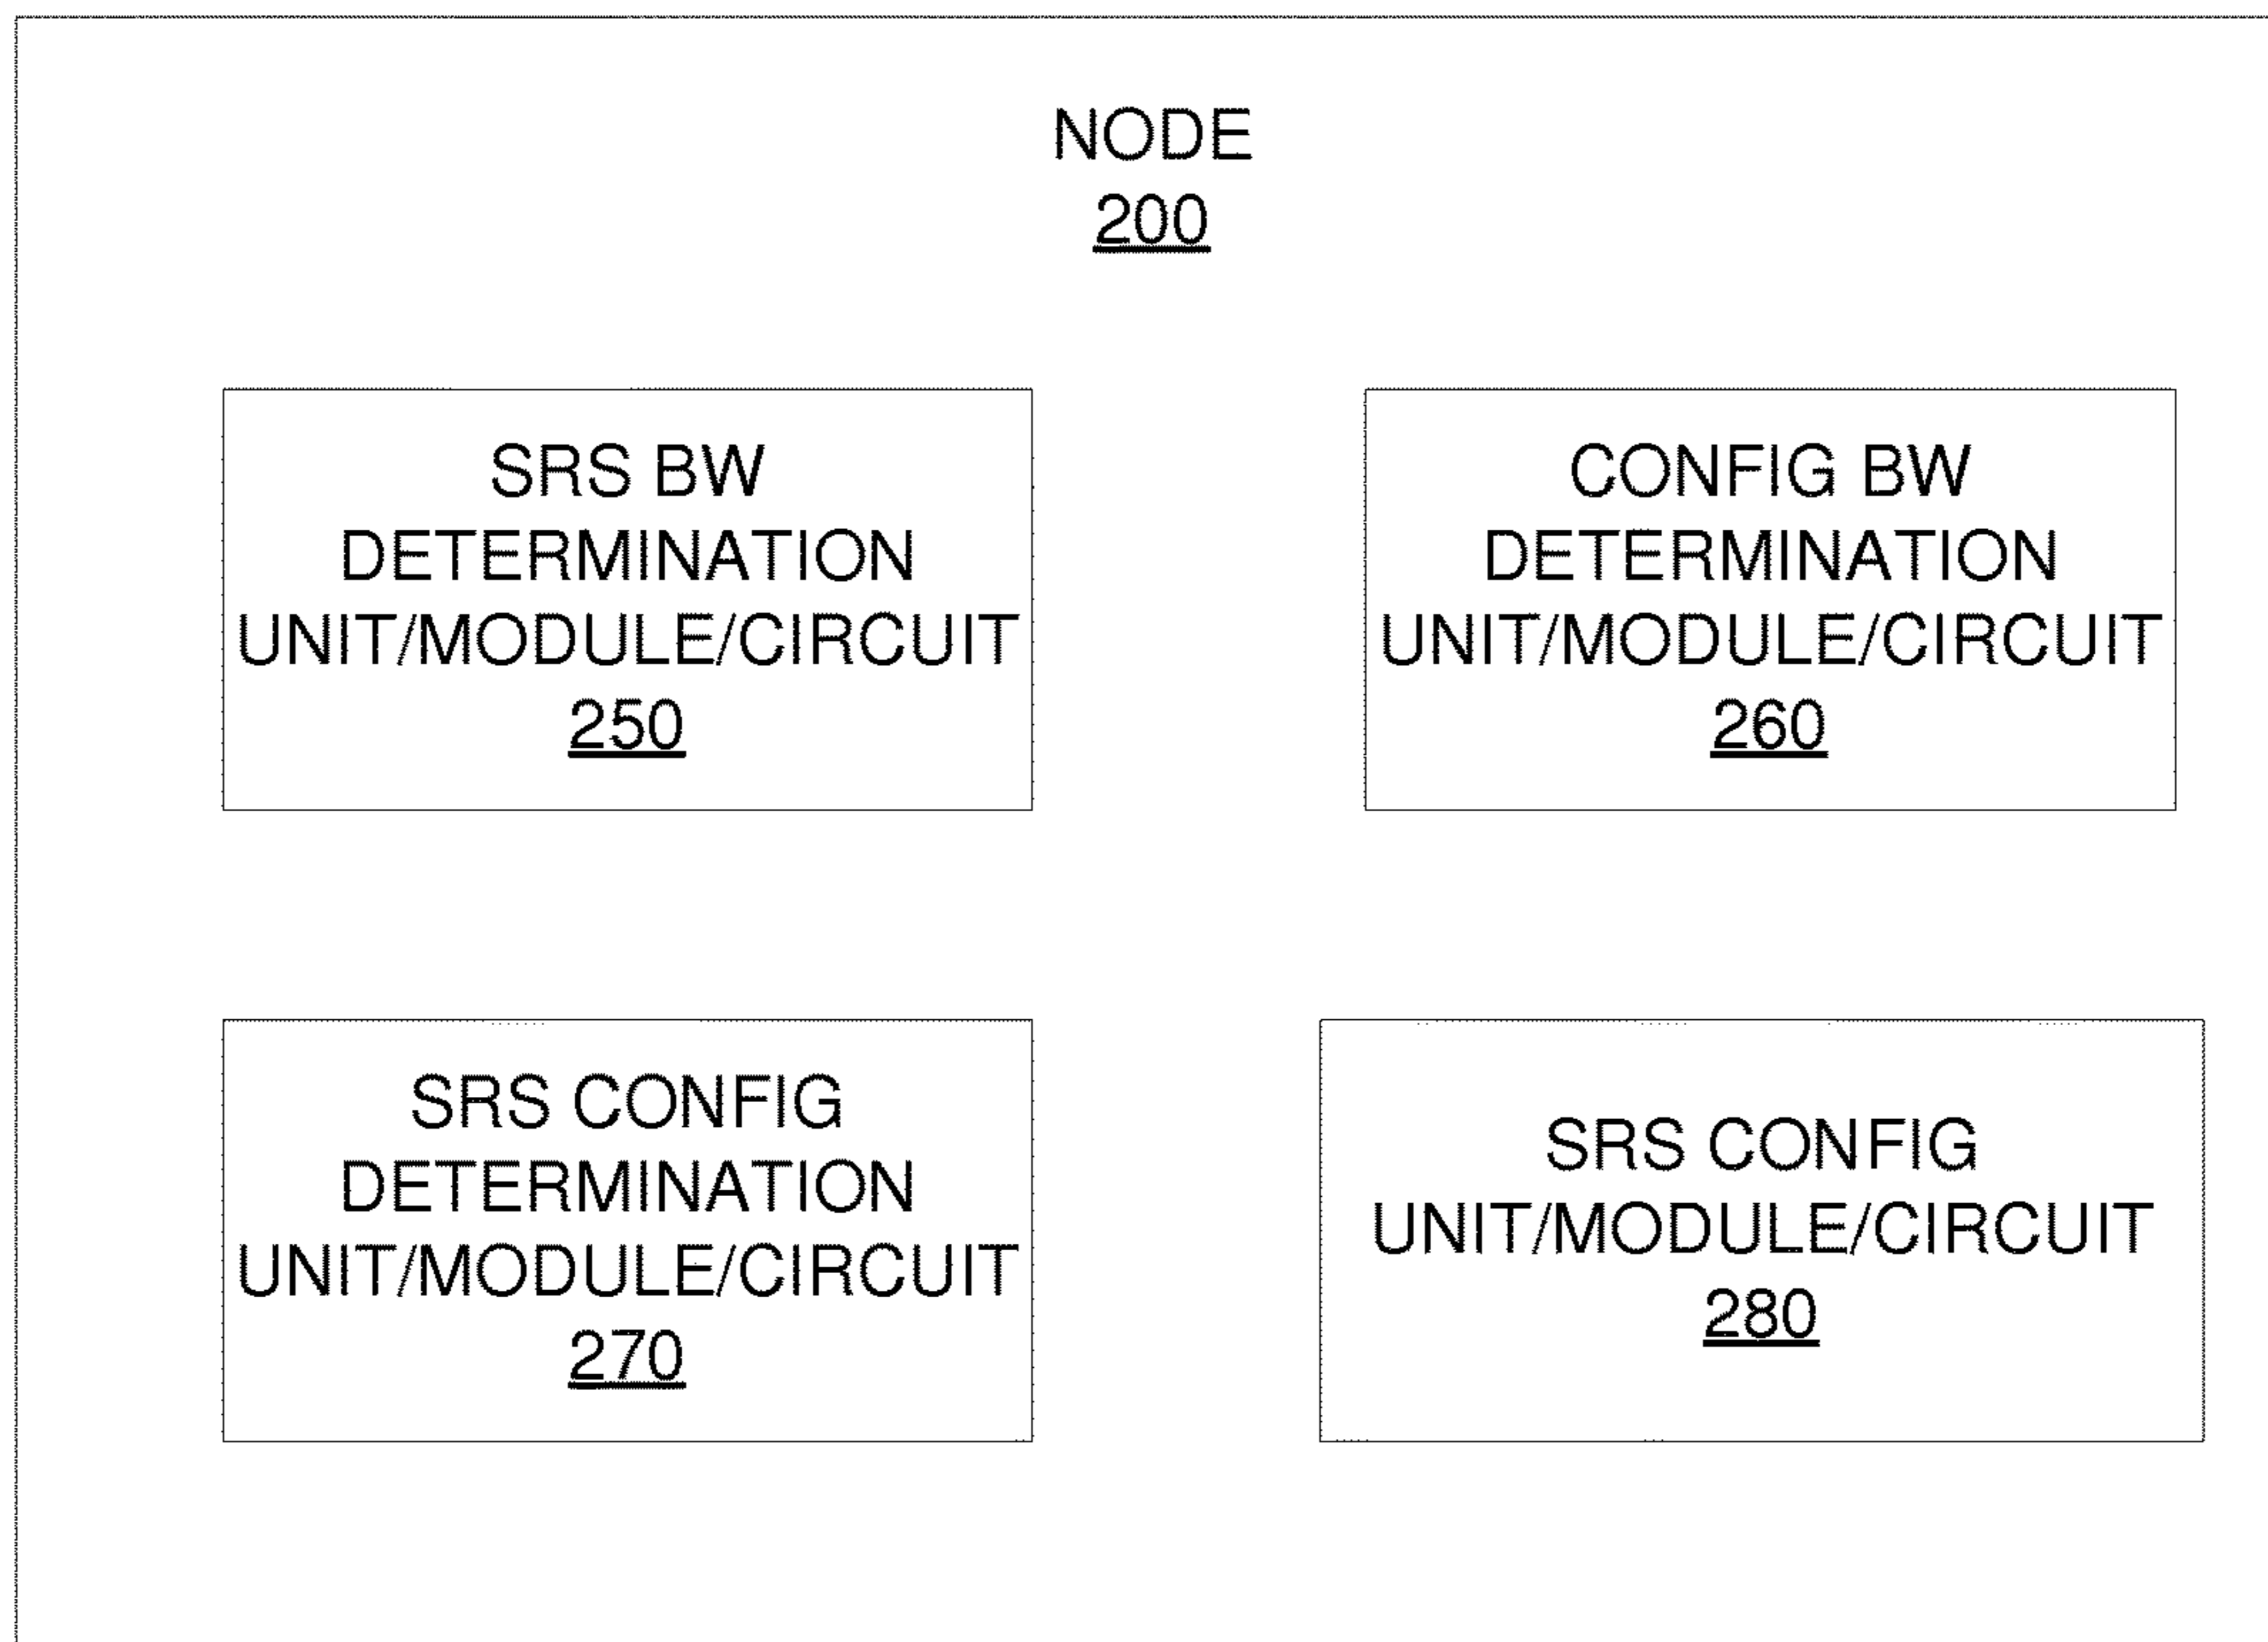 NODE
200
SRS BW
DETERMINATION
UNIT/MODULE/CIRCUIT
250
CONFIG BW
DETERMINATION
UNIT/MODULE/CIRCUIT
260
SRS CONFIG
DETERMINATION
UNIT/MODULE/CIRCUIT
270
SRS CONFIG
UNIT/MODULE/CIRCUIT
280